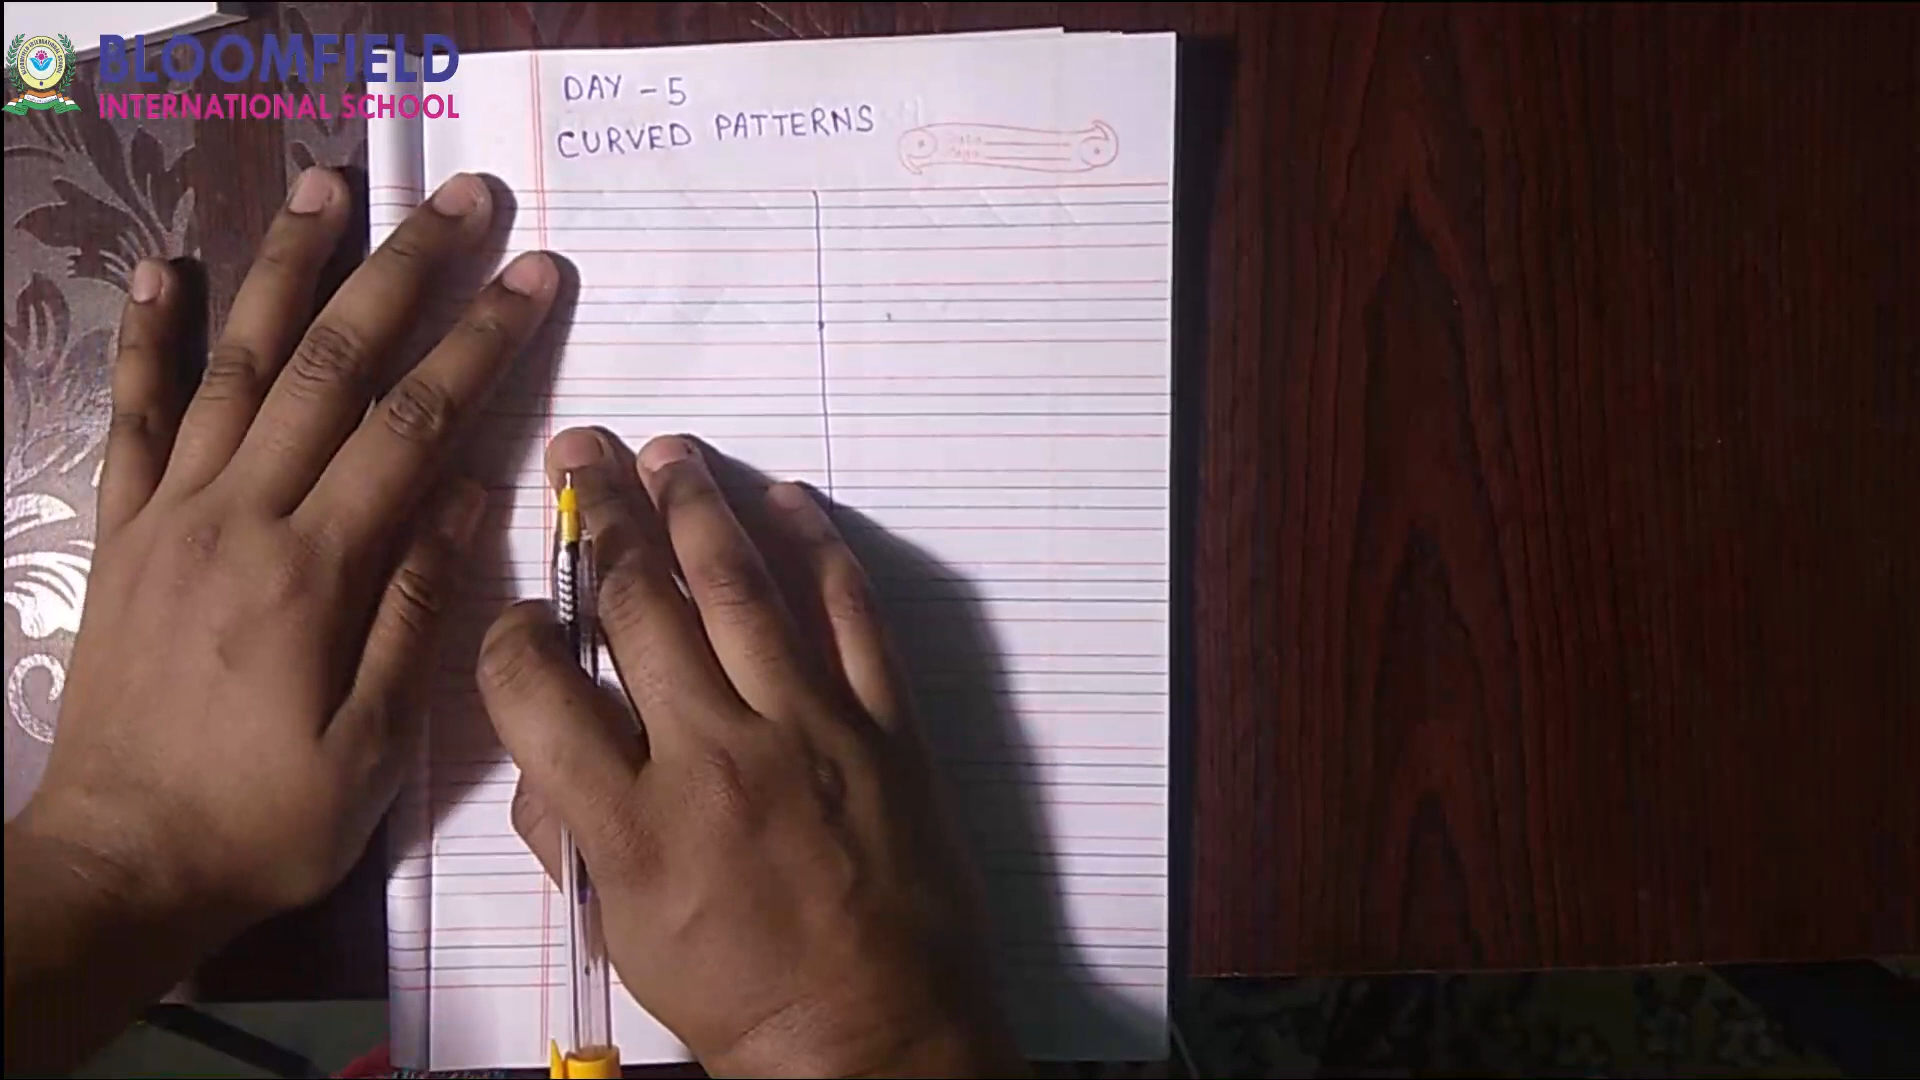 BLOOMFIELD
INTERNATIONAL SCHOOL
DAY - 5
CURVED PATTERNS